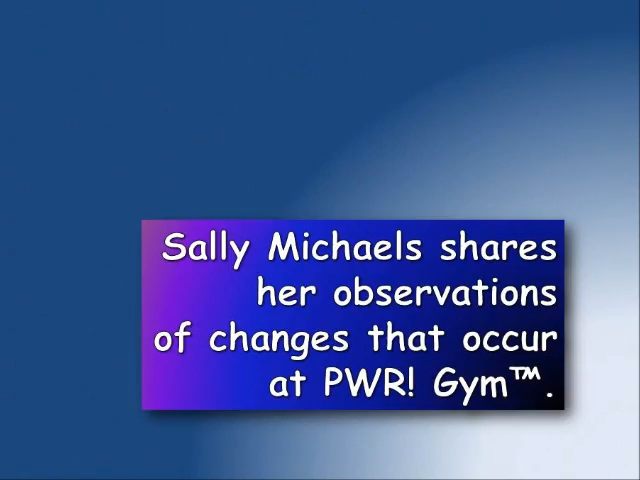 Sally Michaels shares
her observations
of changes that occur
at PWR! Gym™.